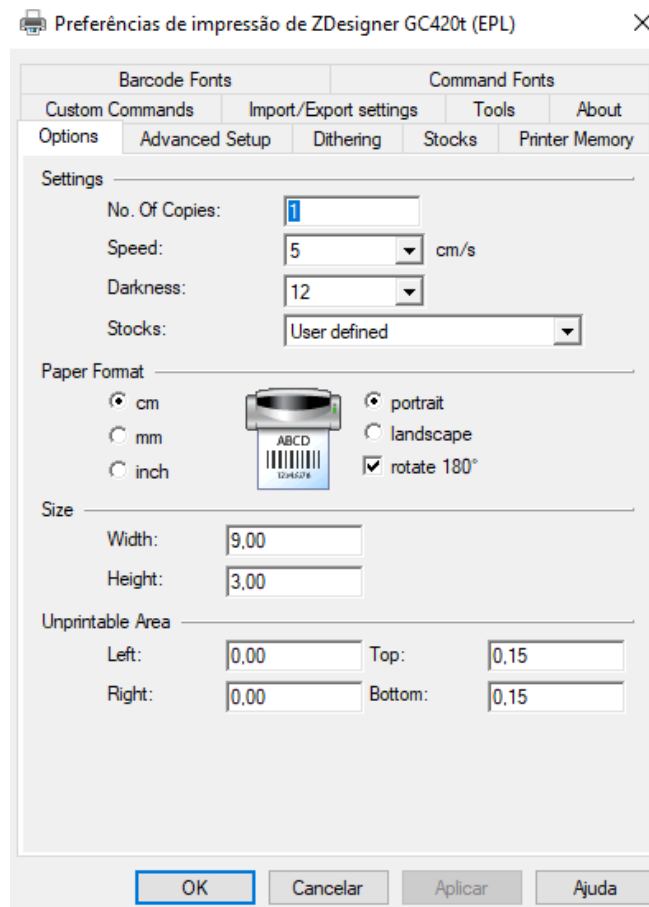 Preferências de impressão de ZDesigner GC420t (EPL)
Barcode Fonts Command Fonts
Custom Commands Import/Export settings Tools About
Options Advanced Setup Dithering Stocks Printer Memory
Settings
No. Of Copies: 1
Speed: 5 cm/s
Darkness: 12
Stocks: User defined
Paper Format
cm portrait
mm ABCD landscape
inch rotate 180°
Size
Width: 9,00
Height: 3,00
Unprintable Area
Left: 0,00 Top: 0,15
Right: 0,00 Bottom: 0,15
OK Cancelar Aplicar Ajuda